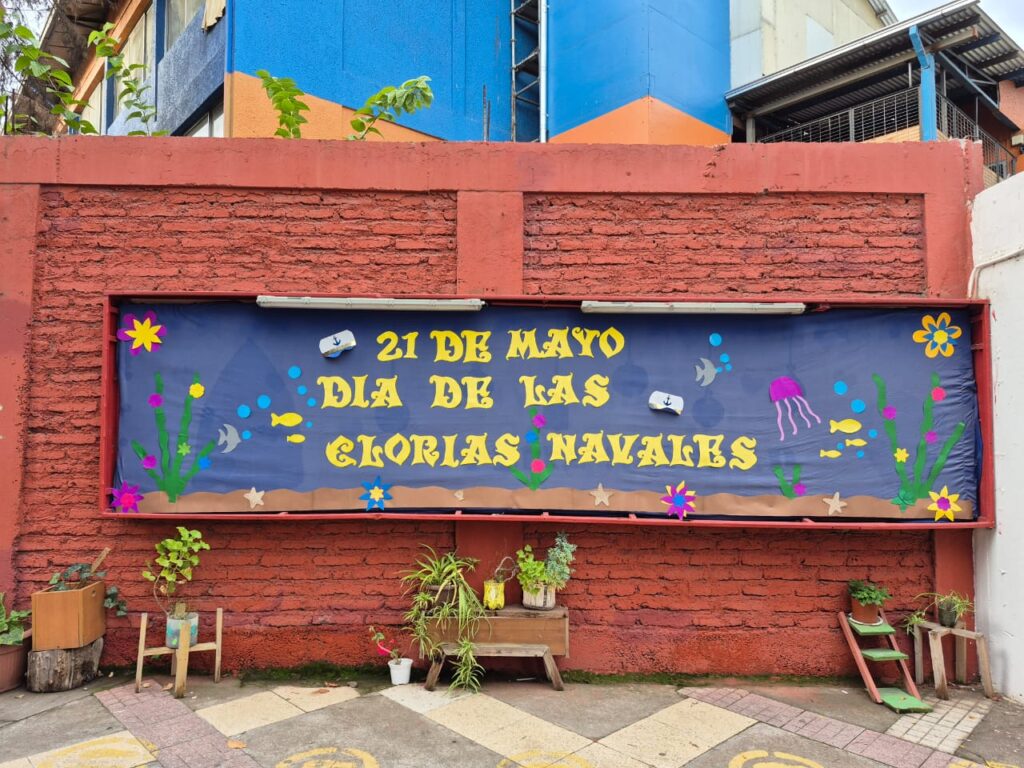 21 DE MAYO
DIA DE LAS
GLORIAS NAVALES